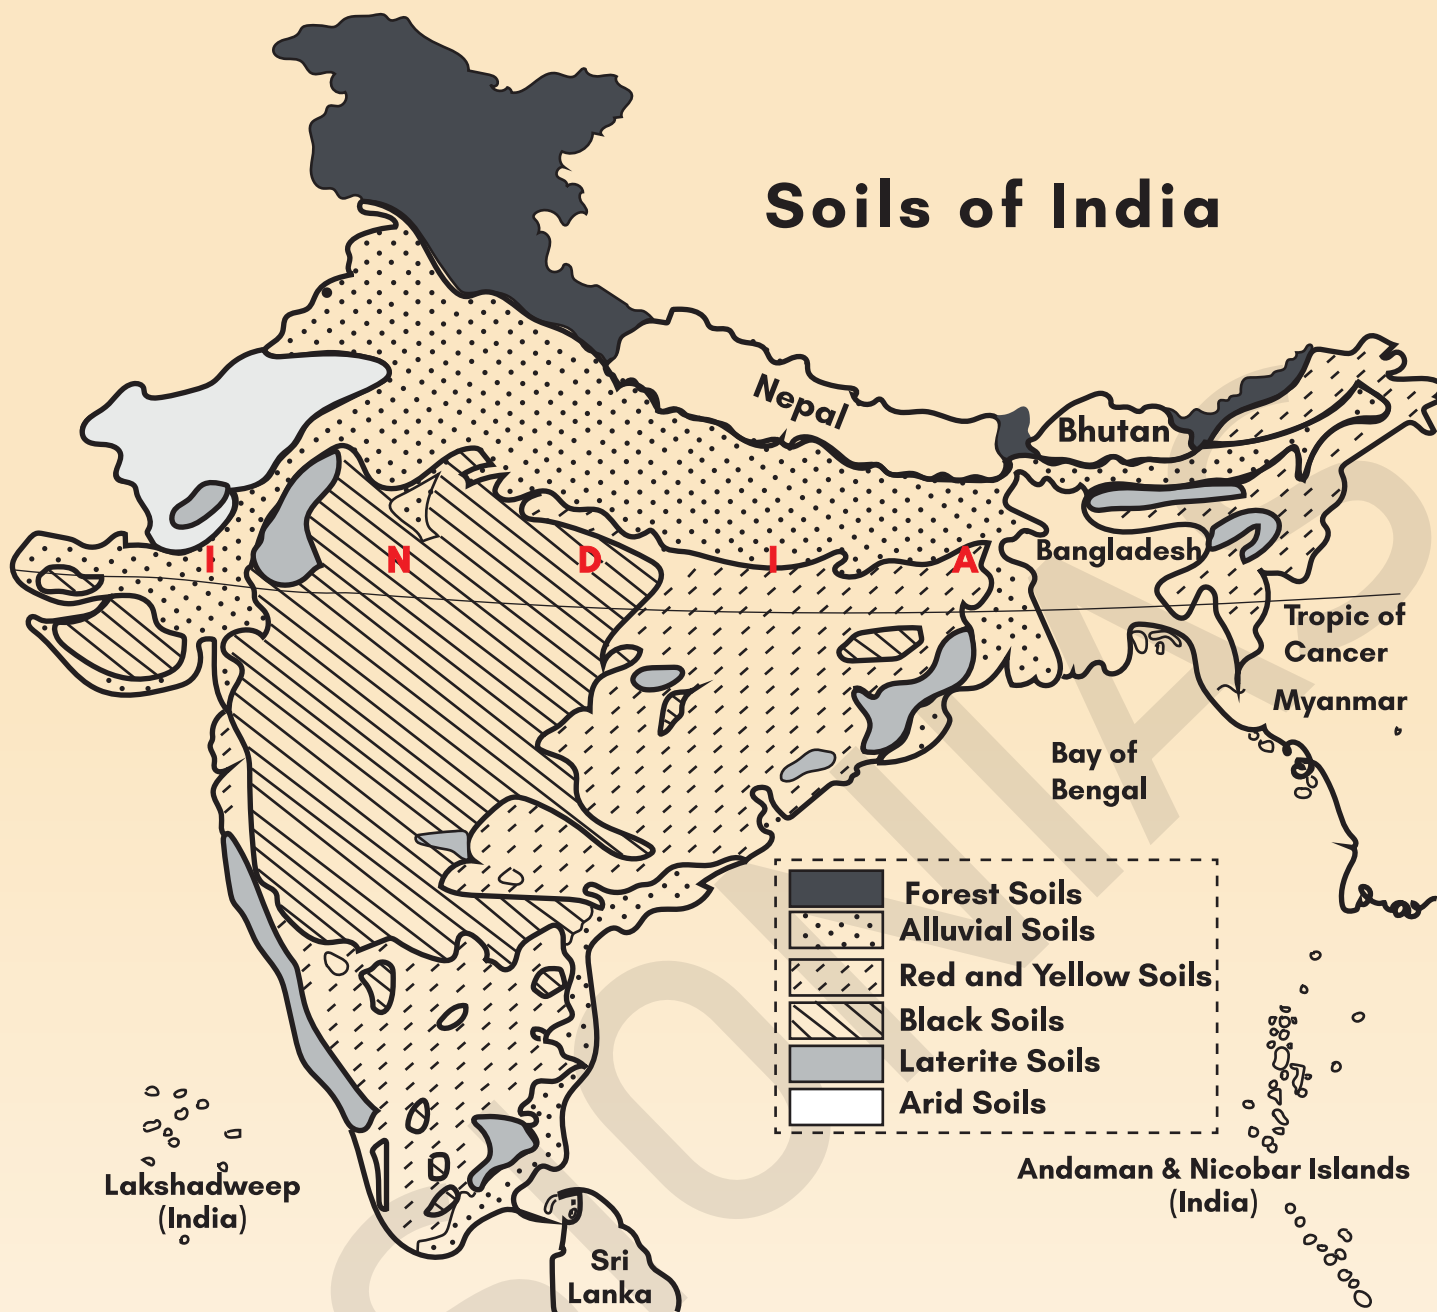 Soils of India
Nepal
Bhutan
I N D I A
Bangladesh
Tropic of
Cancer
Myanmar
Bay of
Bengal
Forest Soils
Alluvial Soils
Red and Yellow Soils
Black Soils
Laterite Soils
Arid Soils
Lakshadweep
(India)
Andaman & Nicobar Islands
(India)
Sri
Lanka